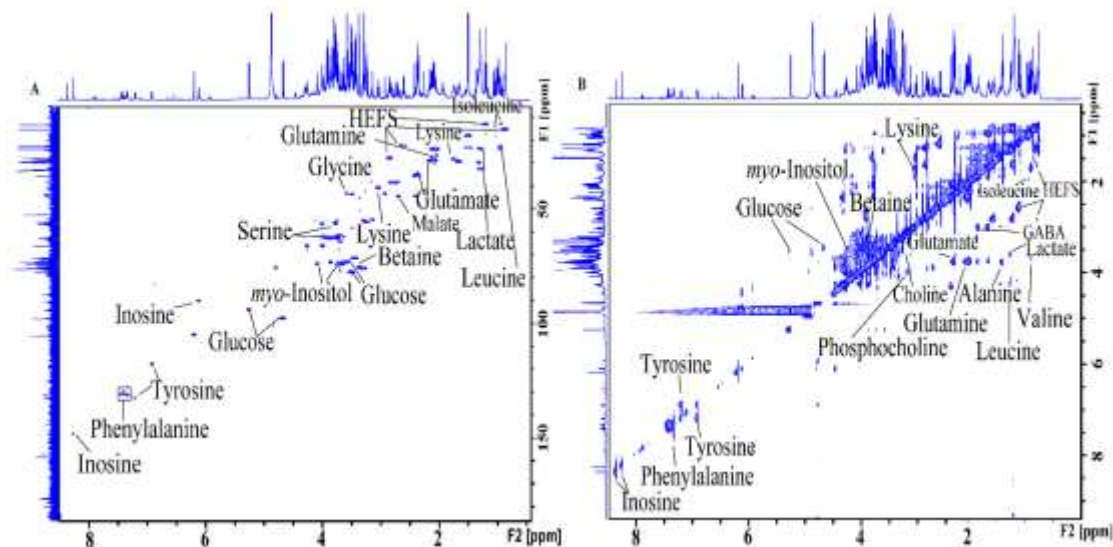 A
Isoleucine
HEFS
Glutamine
Lysine
Glycine
F1 [ppm]
Glutamate
Malate
50
Serine
Lysine
Lactate
Betaine
Leucine
myo-Inositol
Glucose
Inosine
Glucose
100
Tyrosine
Phenylalanine
150
Inosine
8
6
4
2
F2 [ppm]
B
F1 [ppm]
Lysine
myo-Inositol
2
Isoleucine
HEFS
Glucose
Betaine
GABA
Glutamate
Lactate
4
Choline
Alanine
Glutamine
Valine
Phosphocholine
Leucine
Tyrosine
6
Tyrosine
Phenylalanine
8
Inosine
8
6
4
2
F2 [ppm]